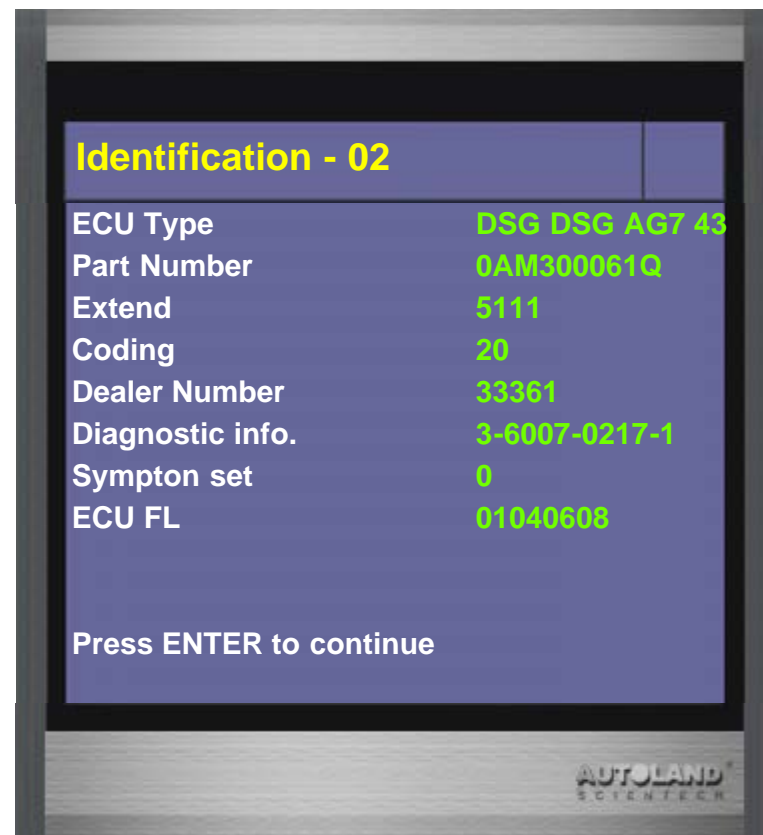 Identification - 02
ECU Type DSG DSG AG7 43
Part Number 0AM300061Q
Extend 5111
Coding 20
Dealer Number 33361
Diagnostic info. 3-6007-0217-1
Sympton set 0
ECU FL 01040608
Press ENTER to continue
AUTOLAND
SCIENTECH